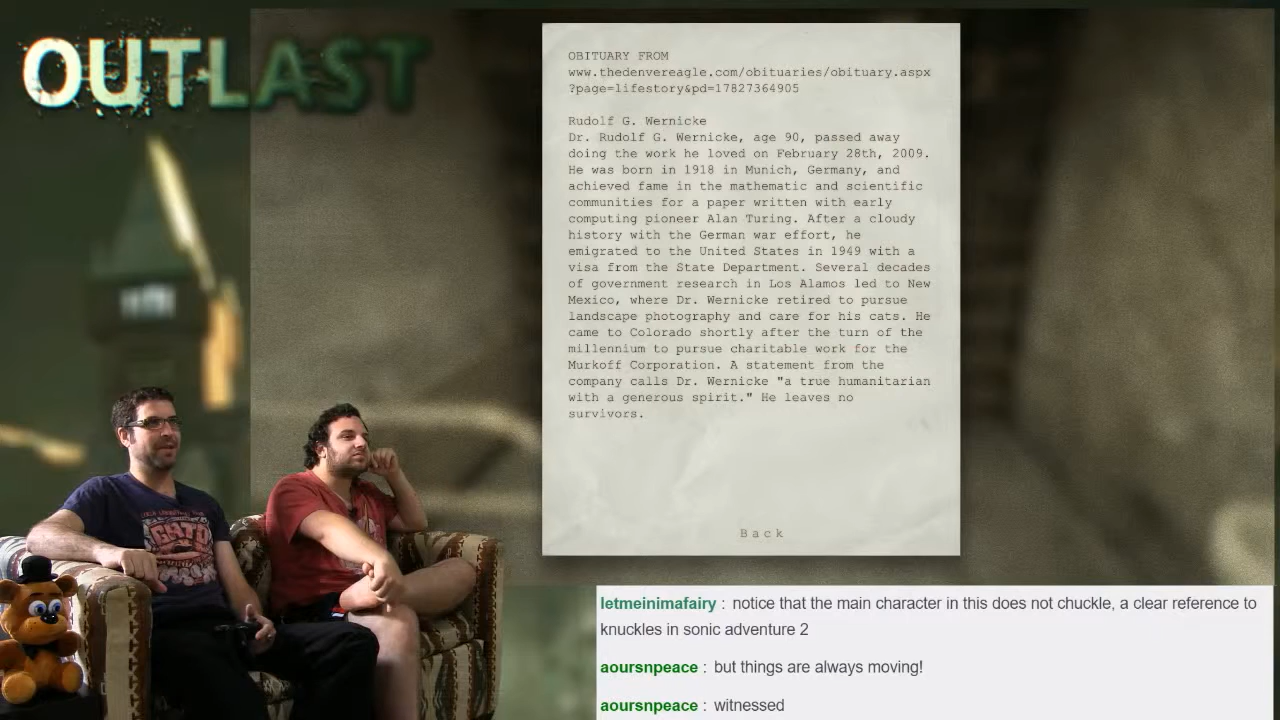 OUTLAST
OBITUARY FROM
www.thedenvereagle.com/obituaries/obituary.aspx
?page=lifestory&pd=17827364905
Rudolf G. Wernicke
Dr. Rudolf G. Wernicke, age 90, passed away
doing the work he loved on February 28th, 2009.
He was born in 1918 in Munich, Germany, and
achieved fame in the mathematic and scientific
communities for a paper written with early
computing pioneer Alan Turing. After a cloudy
history with the German war effort, he
emigrated to the United States in 1949 with a
visa from the State Department. Several decades
of government research in Los Alamos led to New
Mexico, where Dr. Wernicke retired to pursue
landscape photography and care for his cats. He
came to Colorado shortly after the turn of the
millennium to pursue charitable work for the
Murkoff Corporation. A statement from the
company calls Dr. Wernicke "a true humanitarian
with a generous spirit." He leaves no
survivors.
Back
letmeinimafairy : notice that the main character in this does not chuckle, a clear reference to
knuckles in sonic adventure 2
aoursnpeace : but things are always moving!
aoursnpeace : witnessed